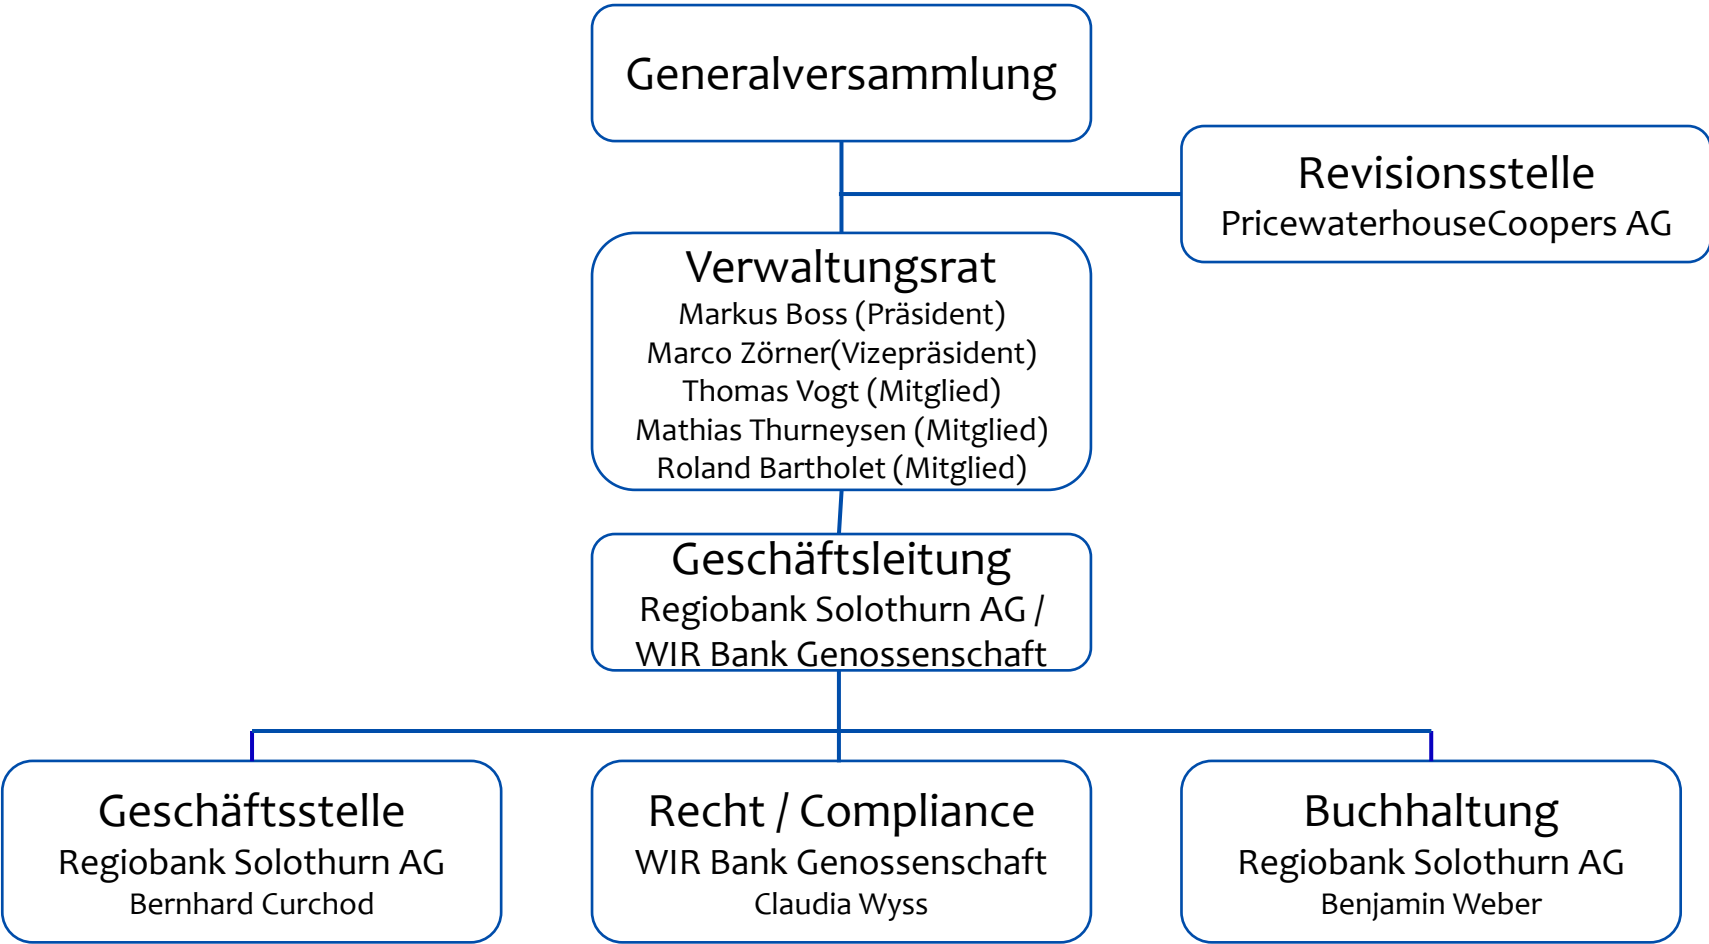 Generalversammlung
Revisionsstelle
PricewaterhouseCoopers AG
Verwaltungsrat
Markus Boss (Präsident)
Marco Zörner(Vizepräsident)
Thomas Vogt (Mitglied)
Mathias Thurneysen (Mitglied)
Roland Bartholet (Mitglied)
Geschäftsleitung
Regiobank Solothurn AG /
WIR Bank Genossenschaft
Geschäftsstelle
Regiobank Solothurn AG
Bernhard Curchod
Recht / Compliance
WIR Bank Genossenschaft
Claudia Wyss
Buchhaltung
Regiobank Solothurn AG
Benjamin Weber